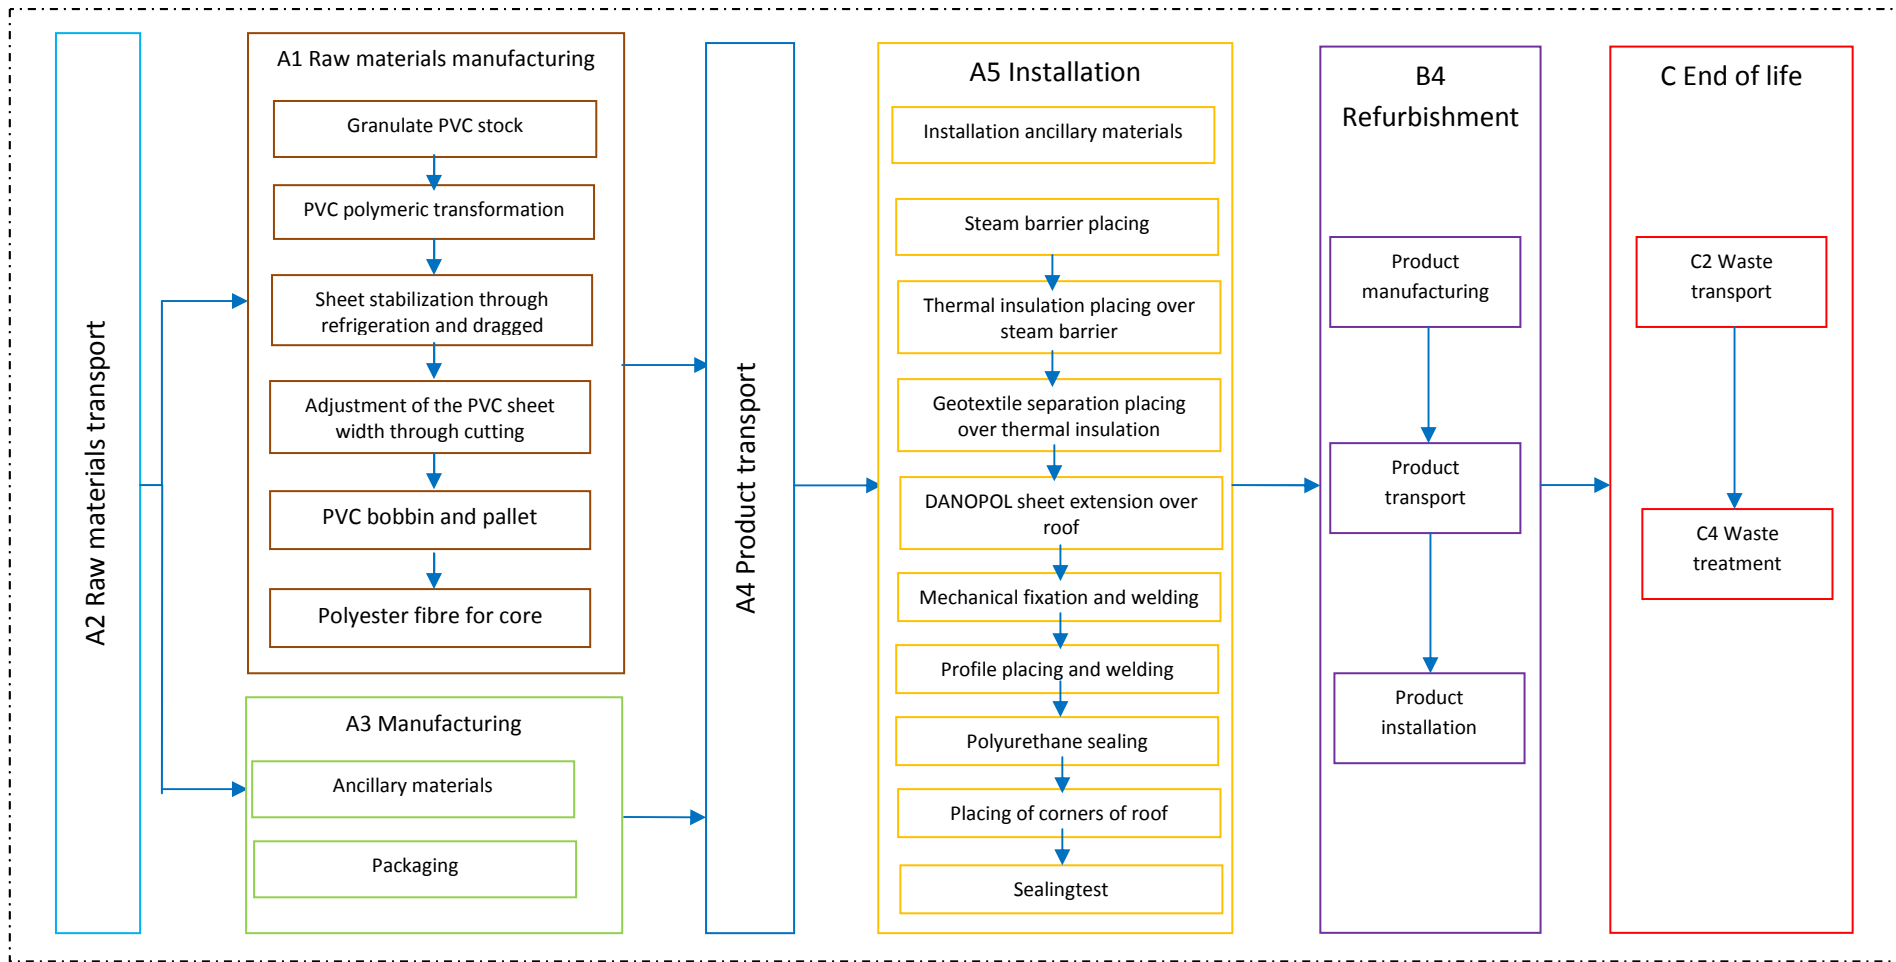 A2 Raw materials transport
A1 Raw materials manufacturing
Granulate PVC stock
PVC polymeric transformation
Sheet stabilization through
refrigeration and dragged
Adjustment of the PVC sheet
width through cutting
PVC bobbin and pallet
Polyester fibre for core
A3 Manufacturing
Ancillary materials
Packaging
A4 Product transport
A5 Installation
Installation ancillary materials
Steam barrier placing
Thermal insulation placing over
steam barrier
Geotextile separation placing
over thermal insulation
DANOPOL sheet extension over
roof
Mechanical fixation and welding
Profile placing and welding
Polyurethane sealing
Placing of corners of roof
Sealingtest
B4
Refurbishment
Product
manufacturing
Product
transport
Product
installation
C End of life
C2 Waste
transport
C4 Waste
treatment